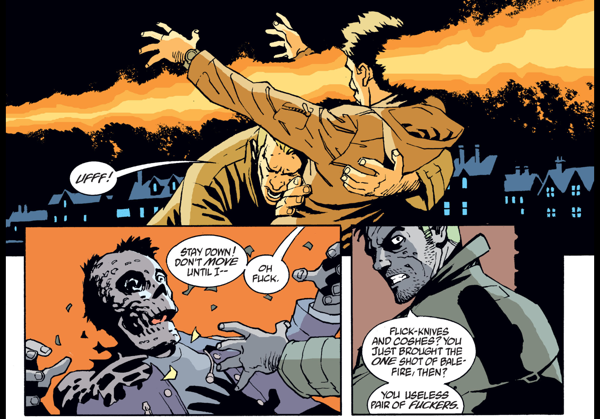 UFFF!
STAY DOWN!
DON'T MOVE
UNTIL I--
OH
FUCK.
FLICK-KNIVES
AND COSHES? YOU
JUST BROUGHT THE
ONE SHOT OF BALE-
FIRE, THEN?
YOU USELESS
PAIR OF FUCKERS.